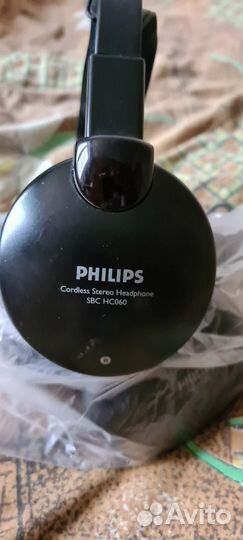 PHILIPS
Cordless Stereo Headphone
SBC HC060
Avito